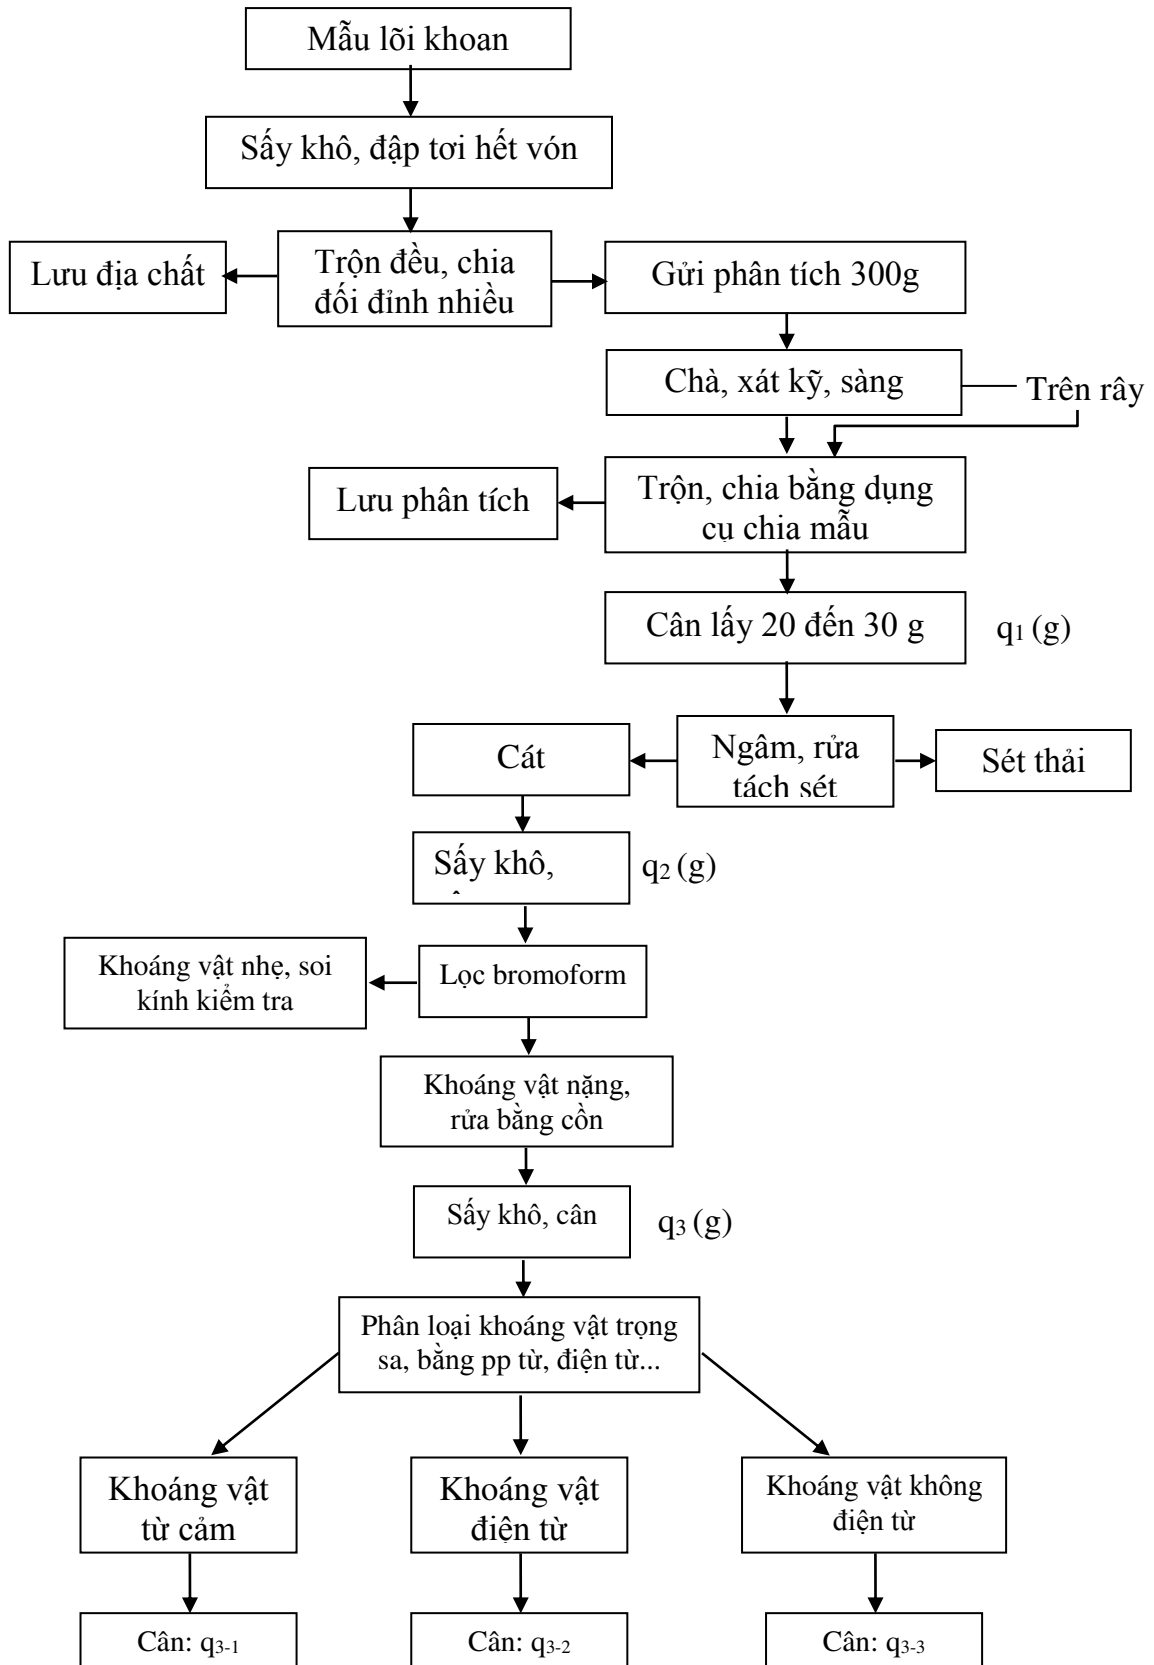 Mẫu lõi khoan
Sấy khô, đập tơi hết vón
Lưu địa chất
Trộn đều, chia
đối đỉnh nhiều
Gửi phân tích 300g
Chà, xát kỹ, sàng
Trên rây
Lưu phân tích
Trộn, chia bằng dụng
cụ chia mẫu
Cân lấy 20 đến 30 g
q1 (g)
Cát
Ngâm, rửa
tách sét
Sét thải
Sấy khô,
q2 (g)
Khoáng vật nhẹ, soi
kính kiểm tra
Lọc bromoform
Khoáng vật nặng,
rửa bằng cồn
Sấy khô, cân
q3 (g)
Phân loại khoáng vật trọng
sa, bằng pp từ, điện từ...
Khoáng vật
từ cảm
Khoáng vật
điện từ
Khoáng vật không
điện từ
Cân: q3-1
Cân: q3-2
Cân: q3-3